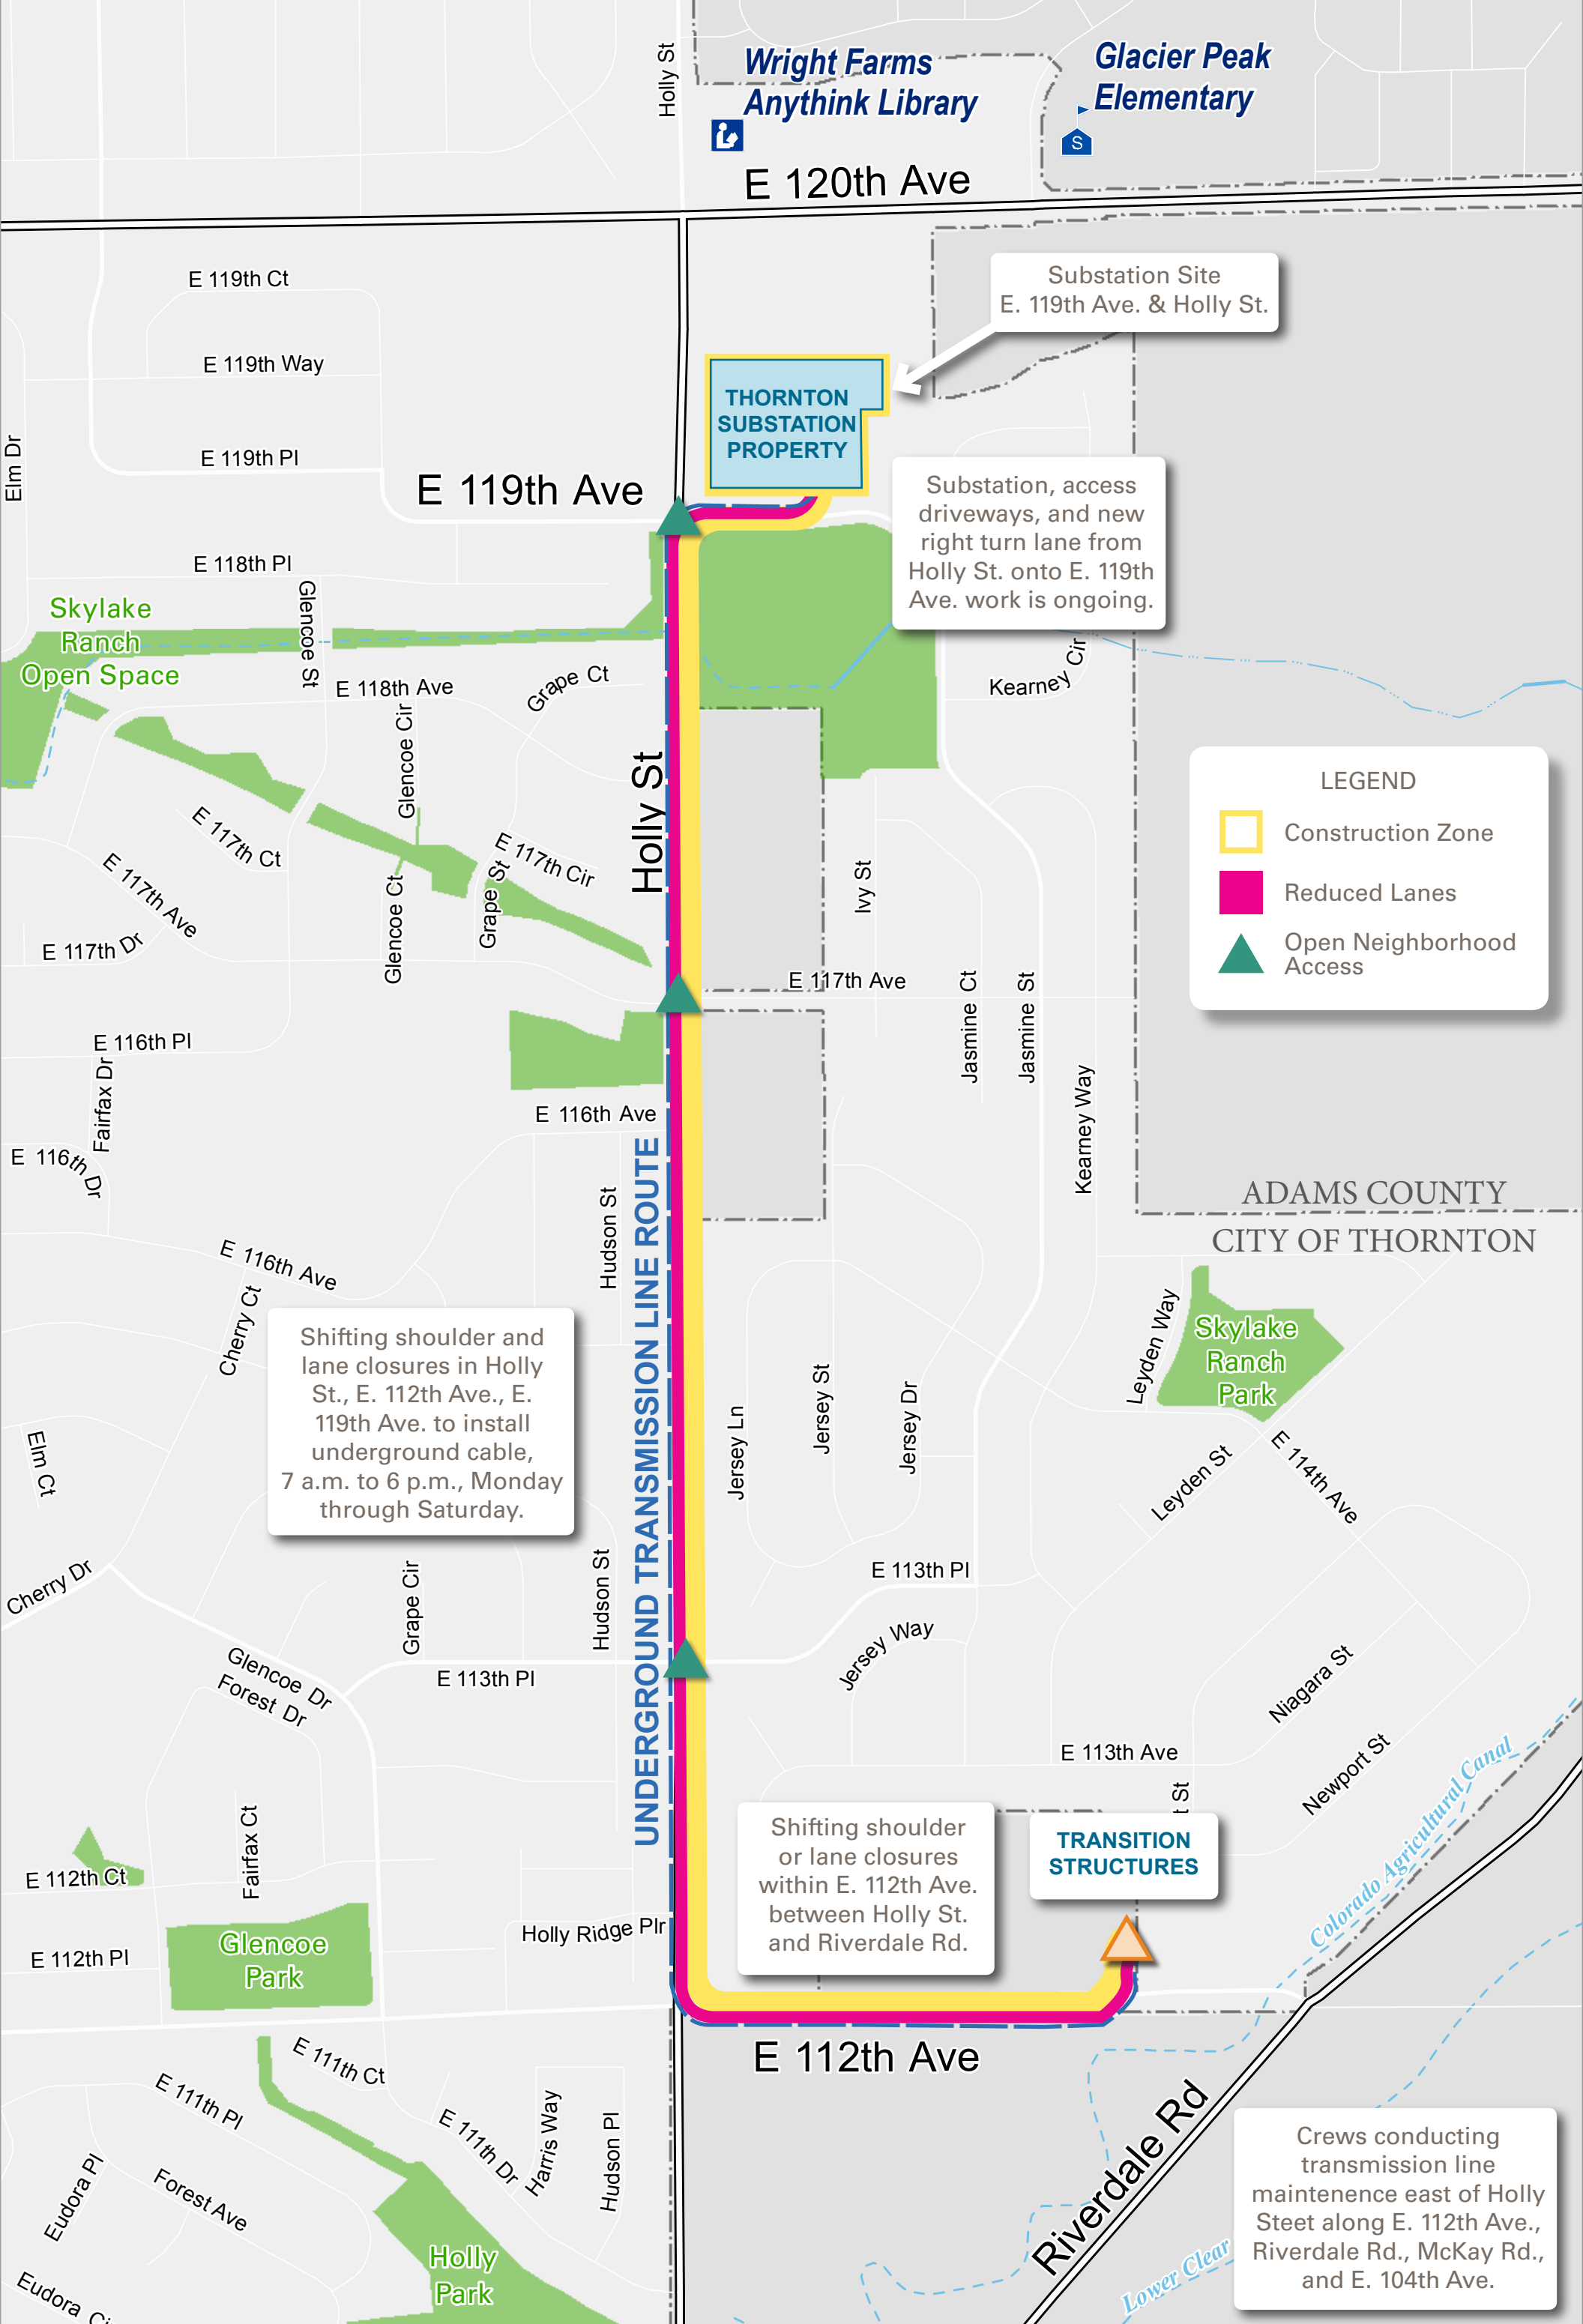 Holly St
Wright Farms
Anythink Library
Glacier Peak
Elementary
S
E 120th Ave
Substation Site
E. 119th Ave. & Holly St.
E 119th Ct
E 119th Way
THORNTON
SUBSTATION
PROPERTY
Elm Dr
E 119th Pl
E 119th Ave
Substation, access
driveways, and new
right turn lane from
Holly St. onto E. 119th
Ave. work is ongoing.
E 118th Pl
Glencoe St
Skylake
Ranch
Open Space
E 118th Ave
Grape Ct
Kearney Cir
Glencoe Cir
Holly St
LEGEND
Construction Zone
Reduced Lanes
Open Neighborhood
Access
E 117th Ct
E 117th Cir
E 117th Ave
Grape St
Glencoe Ct
Ivy St
E 117th Dr
E 117th Ave
Jasmine Ct
Jasmine St
E 116th Pl
Fairfax Dr
Kearney Way
E 116th Ave
E 116th Dr
Hudson St
ADAMS COUNTY
CITY OF THORNTON
E 116th Ave
Cherry Ct
UNDERGROUND TRANSMISSION LINE ROUTE
Leyden Way
Skylake
Ranch
Park
Shifting shoulder and
lane closures in Holly
St., E. 112th Ave., E.
119th Ave. to install
underground cable,
7 a.m. to 6 p.m., Monday
through Saturday.
Jersey Ln
Jersey St
Jersey Dr
Elm Ct
Leyden St
E 114th Ave
Cherry Dr
Grape Cir
Hudson St
E 113th Pl
Jersey Way
Glencoe Dr
Forest Dr
E 113th Pl
Niagara St
E 113th Ave
Newport St
t St
Colorado Agricultural Canal
Fairfax Ct
E 112th Ct
Shifting shoulder
or lane closures
within E. 112th Ave.
between Holly St.
and Riverdale Rd.
TRANSITION
STRUCTURES
Holly Ridge Plr
Glencoe
Park
E 112th Pl
E 112th Ave
E 111th Ct
E 111th Pl
E 111th Dr
Harris Way
Hudson Pl
Eudora Pl
Forest Ave
Riverdale Rd
Holly
Park
Eudora Ci
Lower Clear
Crews conducting
transmission line
maintenence east of Holly
Steet along E. 112th Ave.,
Riverdale Rd., McKay Rd.,
and E. 104th Ave.